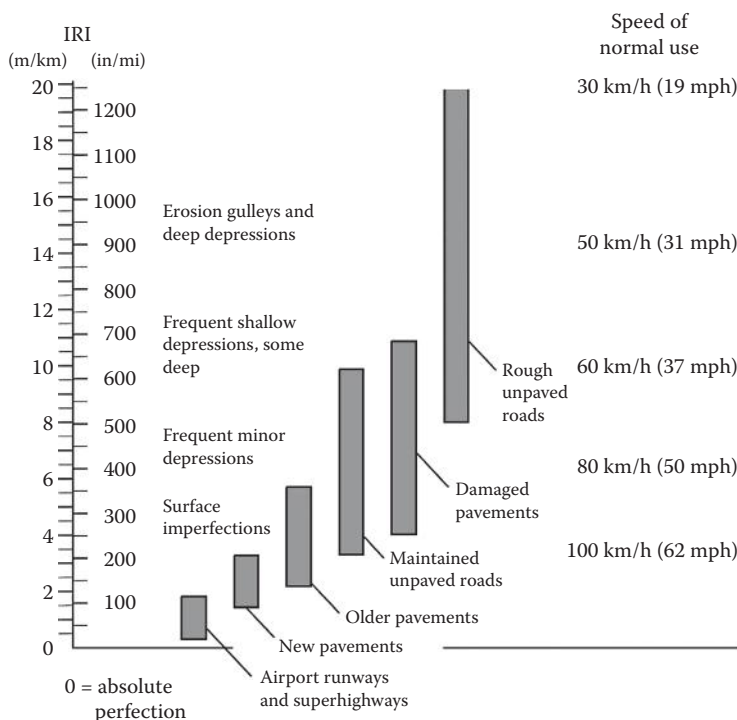 IRI
(m/km) (in/mi)
Speed of
normal use
20
18
16
14
12
10
8
6
4
2
0
1200
1100
1000
900
800
700
600
500
400
300
200
100
Erosion gulleys and
deep depressions
Frequent shallow
depressions, some
deep
Frequent minor
depressions
Surface
imperfections
Rough
unpaved
roads
Damaged
pavements
Maintained
unpaved roads
Older pavements
New pavements
Airport runways
and superhighways
30 km/h (19 mph)
50 km/h (31 mph)
60 km/h (37 mph)
80 km/h (50 mph)
100 km/h (62 mph)
0 = absolute
perfection